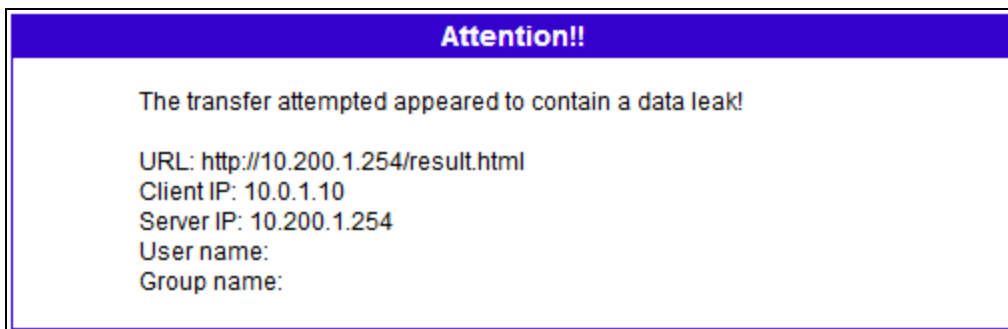 Attention!!
The transfer attempted appeared to contain a data leak!
URL: http://10.200.1.254/result.html
Client IP: 10.0.1.10
Server IP: 10.200.1.254
User name:
Group name: